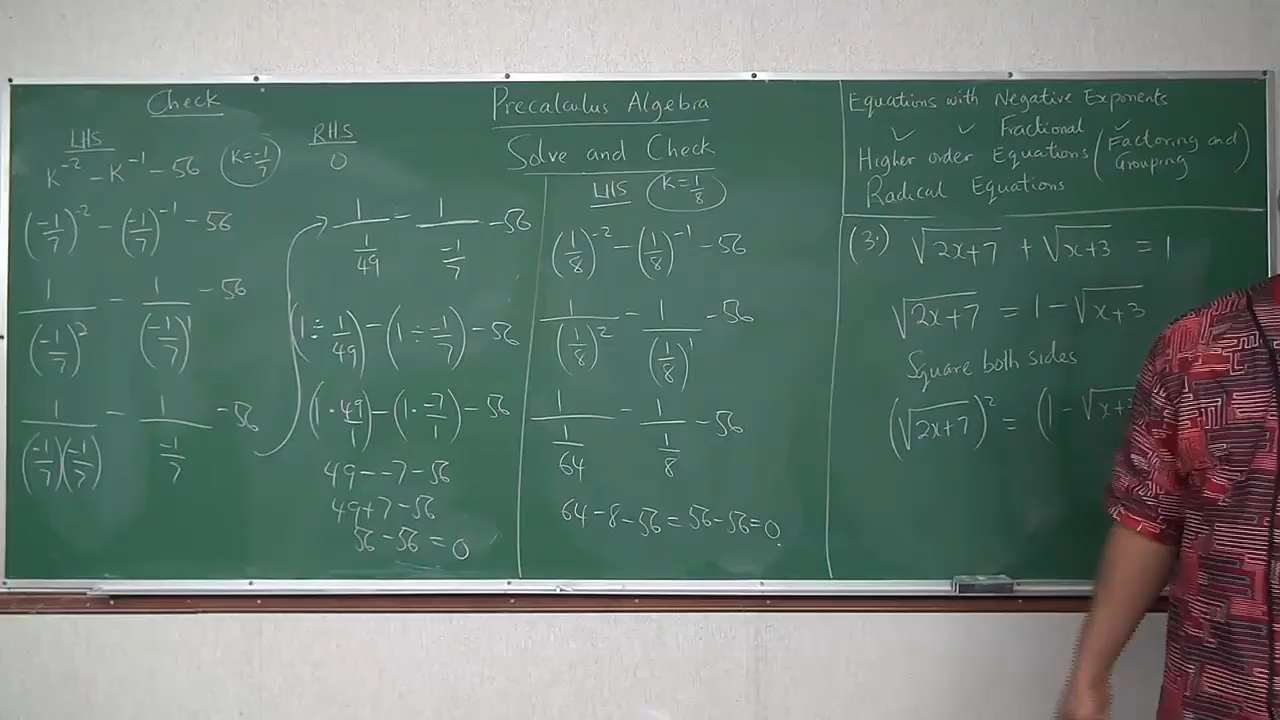 Check
LHS
K^-2 - K^-1 - 56 (K = -1/7)
RHS
0
(-1/7)^-2 - (-1/7)^-1 - 56
1/(-1/7)^2 - 1/(-1/7)^1 - 56
1/((-1/7)(-1/7)) - 1/(-1/7) - 56
1/(1/49) - 1/(-1/7) - 56
(1 ÷ 1/49) - (1 ÷ -1/7) - 56
(1 · 49/1) - (1 · -7/1) - 56
49 - -7 - 56
49 + 7 - 56
56 - 56 = 0
Precalculus Algebra
Solve and Check
LHS (K = 1/8)
(1/8)^-2 - (1/8)^-1 - 56
1/(1/8)^2 - 1/(1/8)^1 - 56
1/(1/64) - 1/(1/8) - 56
64 - 8 - 56 = 56 - 56 = 0.
Equations with Negative Exponents
✓ ✓ Fractional ✓
Higher order Equations (Factoring and Grouping)
Radical Equations
(3.) √(2x+7) + √(x+3) = 1
√(2x+7) = 1 - √(x+3)
Square both sides
(√(2x+7))^2 = (1 - √(x+